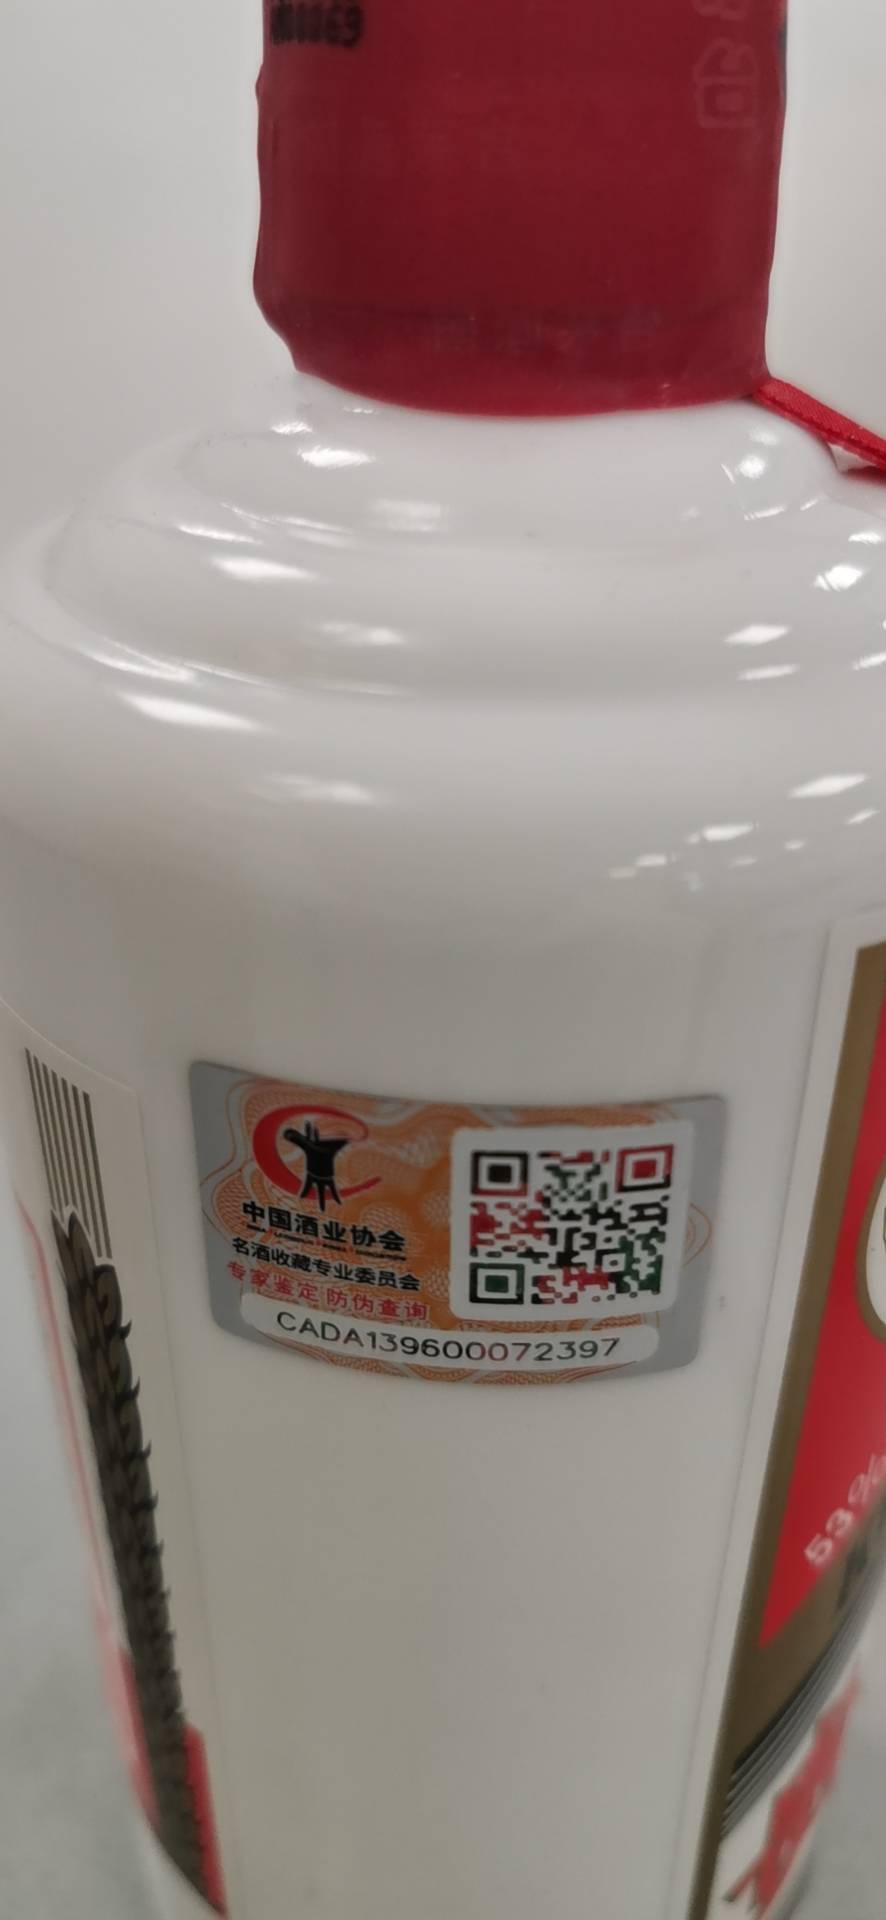 中国酒业协会
名酒收藏专业委员会
专家鉴定 防伪查询
CADA139600072397
53%